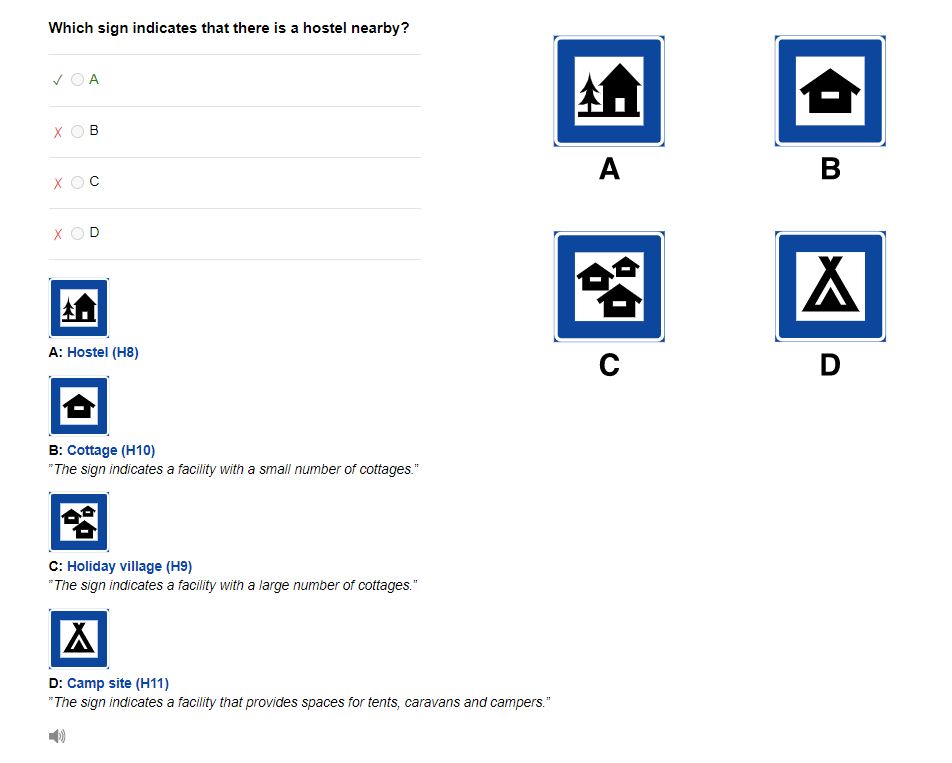 Which sign indicates that there is a hostel nearby?
✓ A
✗ B
✗ C
✗ D
A
B
C
D
A: Hostel (H8)
B: Cottage (H10)
"The sign indicates a facility with a small number of cottages."
C: Holiday village (H9)
"The sign indicates a facility with a large number of cottages."
D: Camp site (H11)
"The sign indicates a facility that provides spaces for tents, caravans and campers."